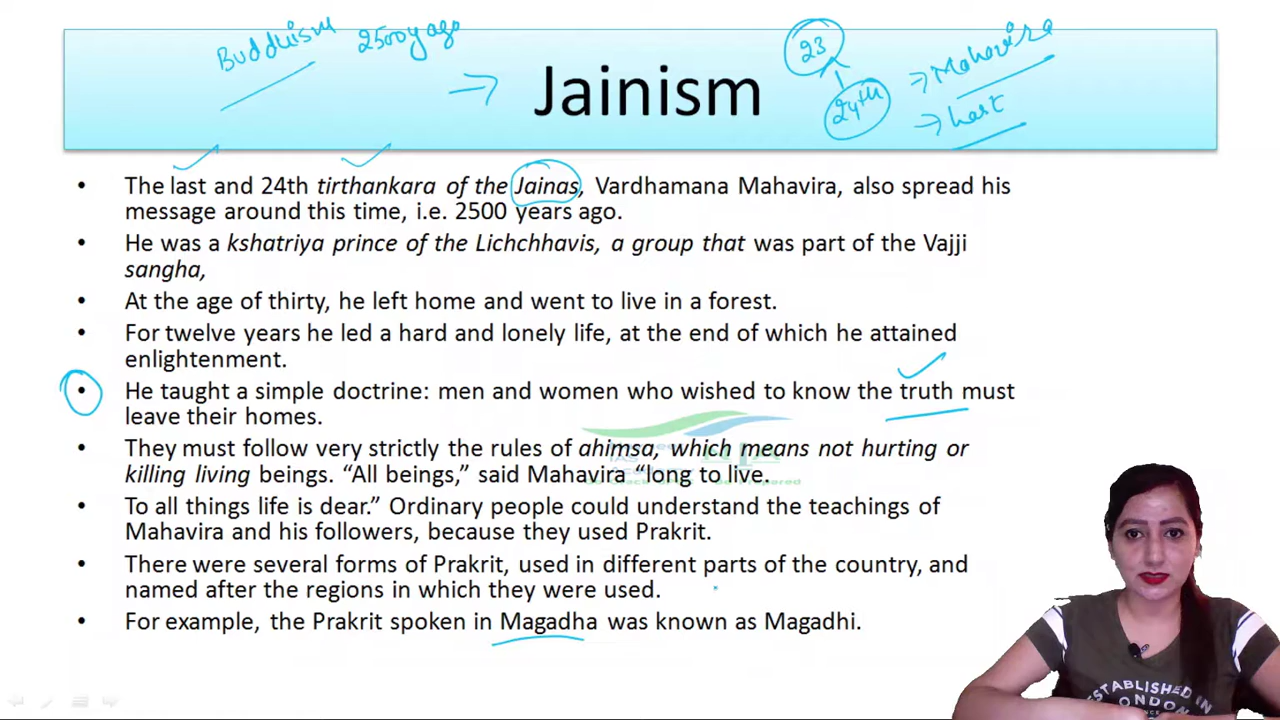 Buddhism 2500y ago
23
→ Jainism
24th → Mahavira
→ last
• The last and 24th tirthankara of the Jainas, Vardhamana Mahavira, also spread his
message around this time, i.e. 2500 years ago.
• He was a kshatriya prince of the Lichchhavis, a group that was part of the Vajji
sangha,
• At the age of thirty, he left home and went to live in a forest.
• For twelve years he led a hard and lonely life, at the end of which he attained
enlightenment.
• He taught a simple doctrine: men and women who wished to know the truth must
leave their homes.
• They must follow very strictly the rules of ahimsa, which means not hurting or
killing living beings. “All beings,” said Mahavira “long to live.
• To all things life is dear.” Ordinary people could understand the teachings of
Mahavira and his followers, because they used Prakrit.
• There were several forms of Prakrit, used in different parts of the country, and
named after the regions in which they were used.
• For example, the Prakrit spoken in Magadha was known as Magadhi.
ESTABLISHED IN
LONDON